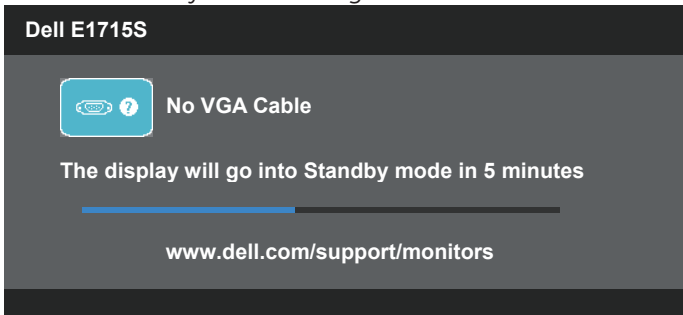 Dell E1715S
?
No VGA Cable
The display will go into Standby mode in 5 minutes
www.dell.com/support/monitors